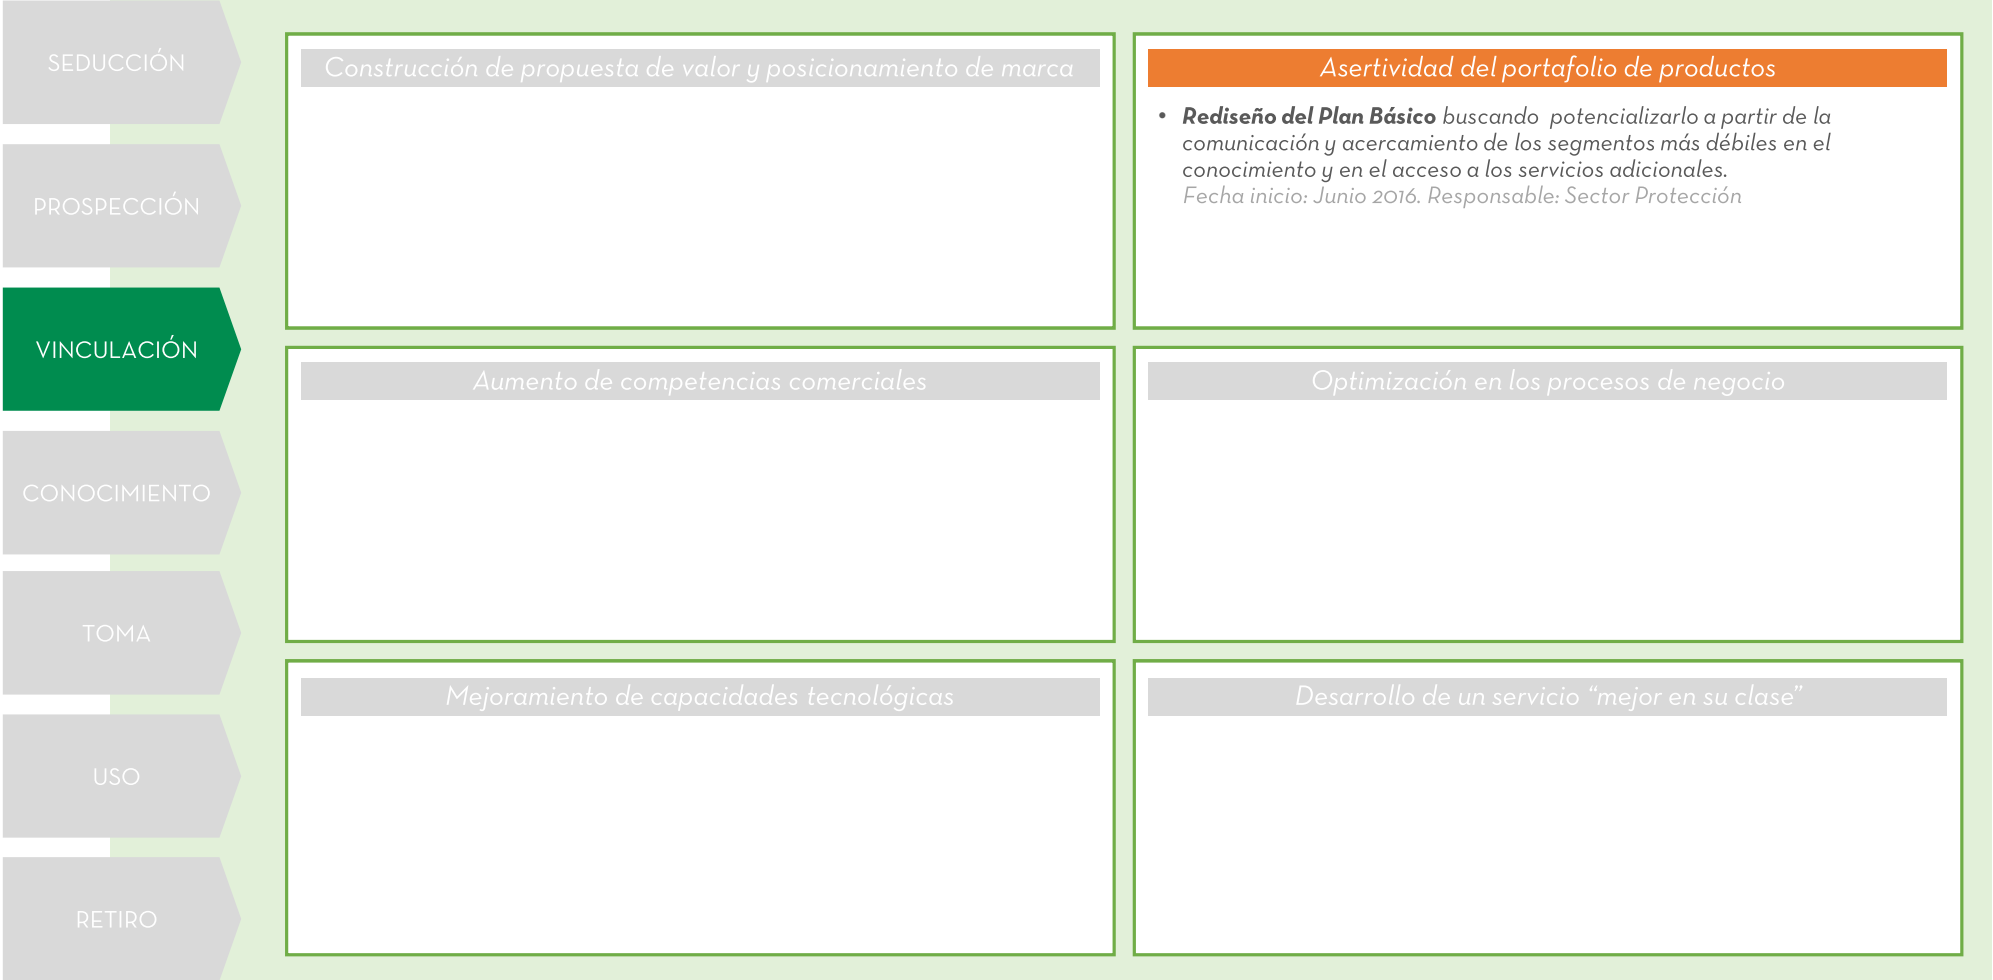 SEDUCCIÓN
PROSPECCIÓN
VINCULACIÓN
CONOCIMIENTO
TOMA
USO
RETIRO
Construcción de propuesta de valor y posicionamiento de marca
Asertividad del portafolio de productos
• Rediseño del Plan Básico buscando potencializarlo a partir de la
comunicación y acercamiento de los segmentos más débiles en el
conocimiento y en el acceso a los servicios adicionales.
Fecha inicio: Junio 2016. Responsable: Sector Protección
Aumento de competencias comerciales
Optimización en los procesos de negocio
Mejoramiento de capacidades tecnológicas
Desarrollo de un servicio “mejor en su clase”